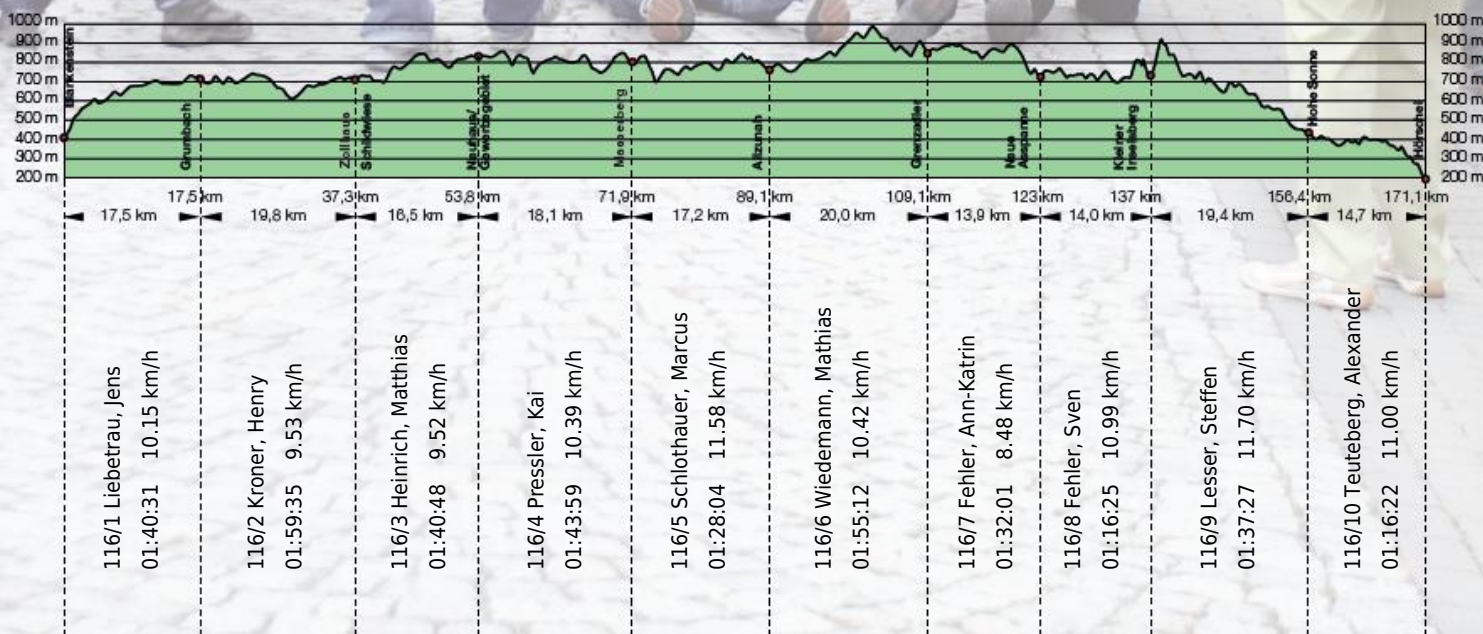 1000 m
900 m
800 m
700 m
600 m
500 m
400 m
300 m
200 m
1000 m
900 m
800 m
700 m
600 m
500 m
400 m
300 m
200 m
Blankenstein
Grumbach
Zollhaus
Schildwiese
Neuhaus/
Gewerbegebiet
Masserberg
Allzunah
Grenzadler
Neue
Ausspanne
Kleiner
Inselsberg
Hohe Sonne
Hörschel
17,5 km
37,3 km
53,8 km
71,9 km
89,1 km
109,1 km
123 km
137 km
156,4 km
171,1 km
17,5 km
19,8 km
16,5 km
18,1 km
17,2 km
20,0 km
13,9 km
14,0 km
19,4 km
14,7 km
116/1 Liebetrau, Jens
01:40:31 10.15 km/h
116/2 Kroner, Henry
01:59:35 9.53 km/h
116/3 Heinrich, Matthias
01:40:48 9.52 km/h
116/4 Pressler, Kai
01:43:59 10.39 km/h
116/5 Schlothauer, Marcus
01:28:04 11.58 km/h
116/6 Wiedemann, Mathias
01:55:12 10.42 km/h
116/7 Fehler, Ann-Katrin
01:32:01 8.48 km/h
116/8 Fehler, Sven
01:16:25 10.99 km/h
116/9 Lesser, Steffen
01:37:27 11.70 km/h
116/10 Teuteberg, Alexander
01:16:22 11.00 km/h